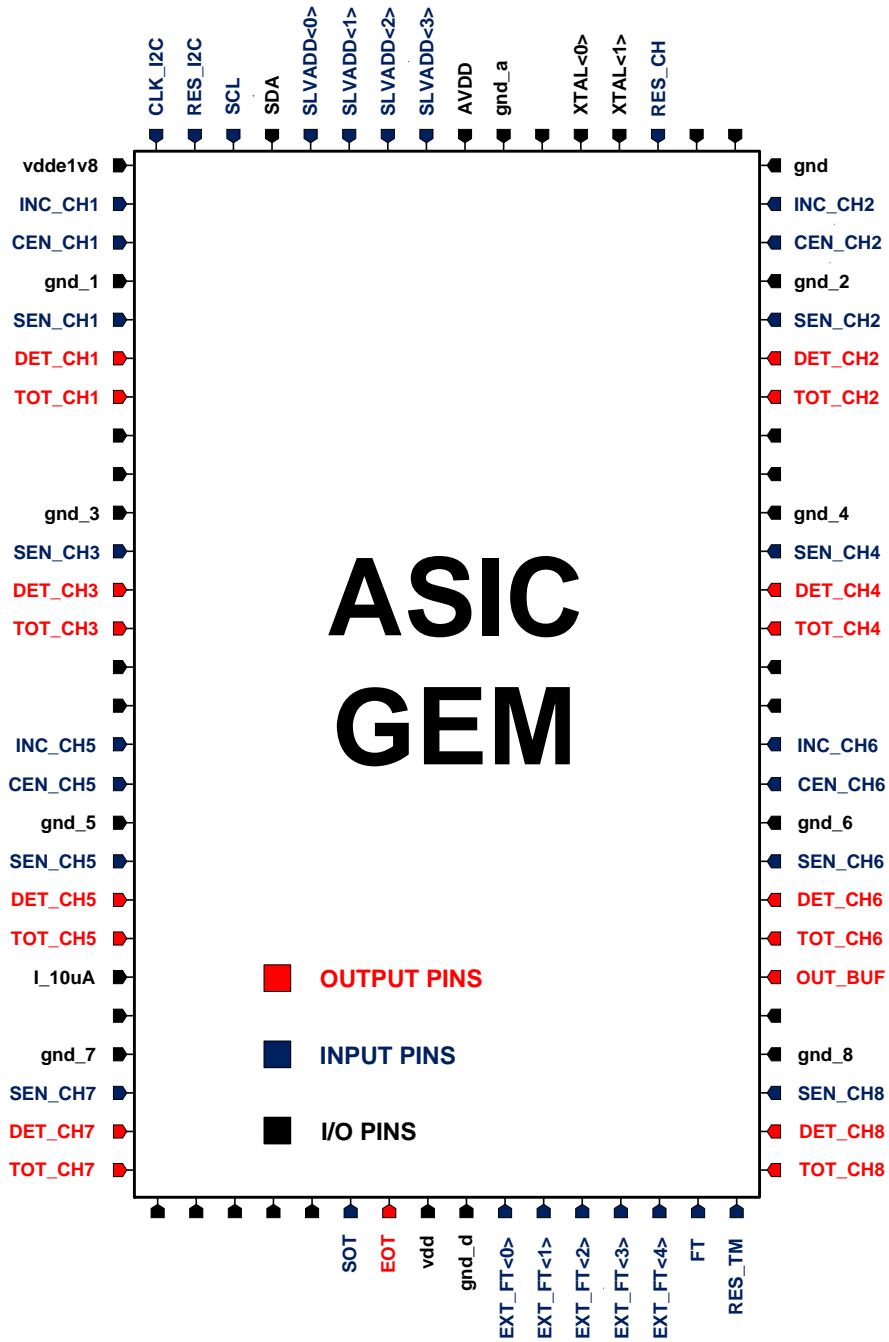 CLK_I2C
RES_I2C
SCL
SDA
SLVADD<0>
SLVADD<1>
SLVADD<2>
SLVADD<3>
AVDD
gnd_a
XTAL<0>
XTAL<1>
RES_CH
vdde1v8
INC_CH1
CEN_CH1
gnd_1
SEN_CH1
DET_CH1
TOT_CH1
gnd_3
SEN_CH3
DET_CH3
TOT_CH3
INC_CH5
CEN_CH5
gnd_5
SEN_CH5
DET_CH5
TOT_CH5
I_10uA
gnd_7
SEN_CH7
DET_CH7
TOT_CH7
ASIC
GEM
OUTPUT PINS
INPUT PINS
I/O PINS
gnd
INC_CH2
CEN_CH2
gnd_2
SEN_CH2
DET_CH2
TOT_CH2
gnd_4
SEN_CH4
DET_CH4
TOT_CH4
INC_CH6
CEN_CH6
gnd_6
SEN_CH6
DET_CH6
TOT_CH6
OUT_BUF
gnd_8
SEN_CH8
DET_CH8
TOT_CH8
SOT
EOT
vdd
gnd_d
EXT_FT<0>
EXT_FT<1>
EXT_FT<2>
EXT_FT<3>
EXT_FT<4>
FT
RES_TM